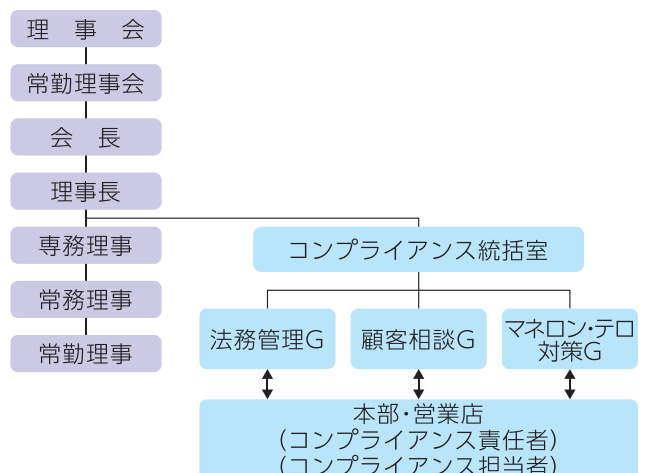 理　事　会
常勤理事会
会　長
理事長
専務理事
常務理事
常勤理事
コンプライアンス統括室
法務管理G
顧客相談G
マネロン・テロ
対策G
本部・営業店
（コンプライアンス責任者）
（コンプライアンス担当者）